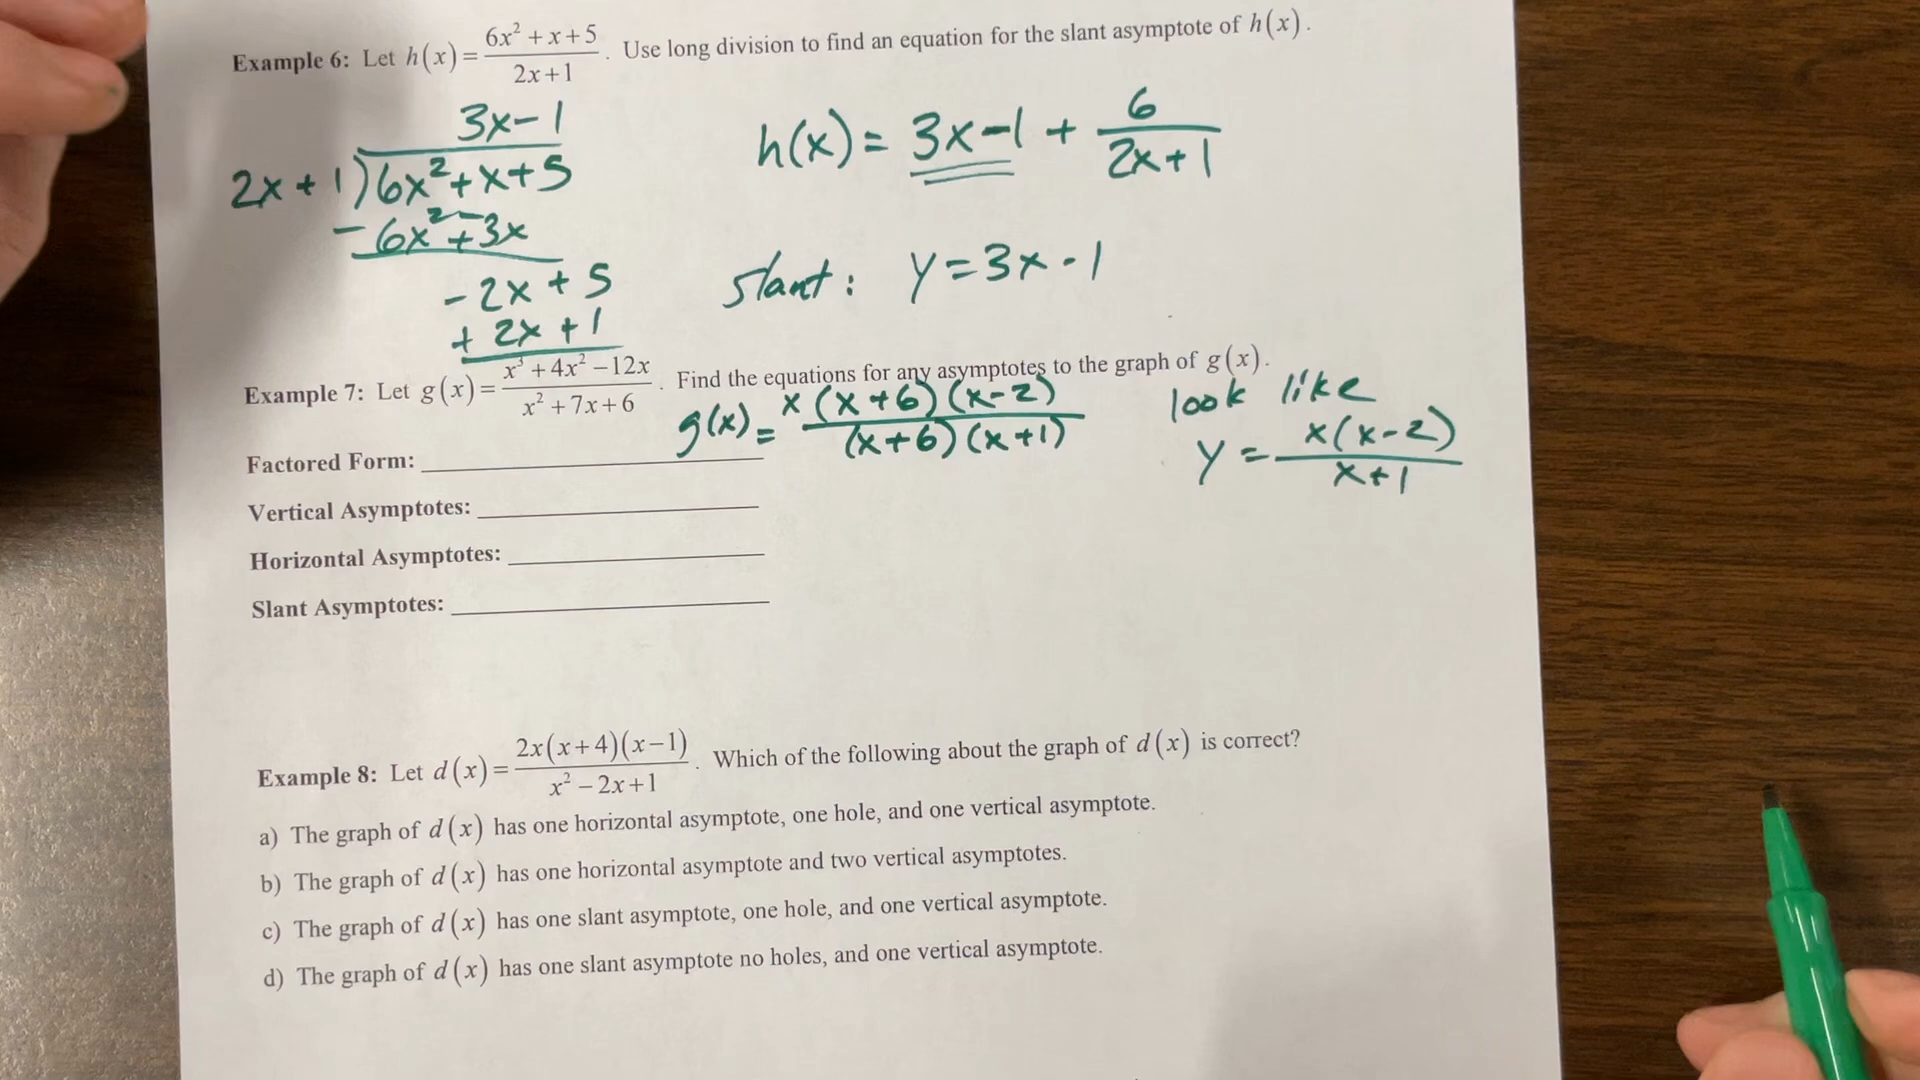 Example 6: Let h(x) = (6x² + x + 5)/(2x + 1). Use long division to find an equation for the slant asymptote of h(x).
3x - 1
2x + 1)6x² + x + 5
- 6x² + 3x
- 2x + 5
+ 2x + 1
h(x) = 3x - 1 + 6/(2x + 1)
slant: y = 3x - 1
Example 7: Let g(x) = (x³ + 4x² - 12x)/(x² + 7x + 6). Find the equations for any asymptotes to the graph of g(x).
g(x) = x(x+6)(x-2)/(x+6)(x+1)
look like
y = x(x-2)/x+1
Factored Form:
Vertical Asymptotes:
Horizontal Asymptotes:
Slant Asymptotes:
Example 8: Let d(x) = 2x(x+4)(x-1)/(x² - 2x + 1). Which of the following about the graph of d(x) is correct?
a) The graph of d(x) has one horizontal asymptote, one hole, and one vertical asymptote.
b) The graph of d(x) has one horizontal asymptote and two vertical asymptotes.
c) The graph of d(x) has one slant asymptote, one hole, and one vertical asymptote.
d) The graph of d(x) has one slant asymptote no holes, and one vertical asymptote.